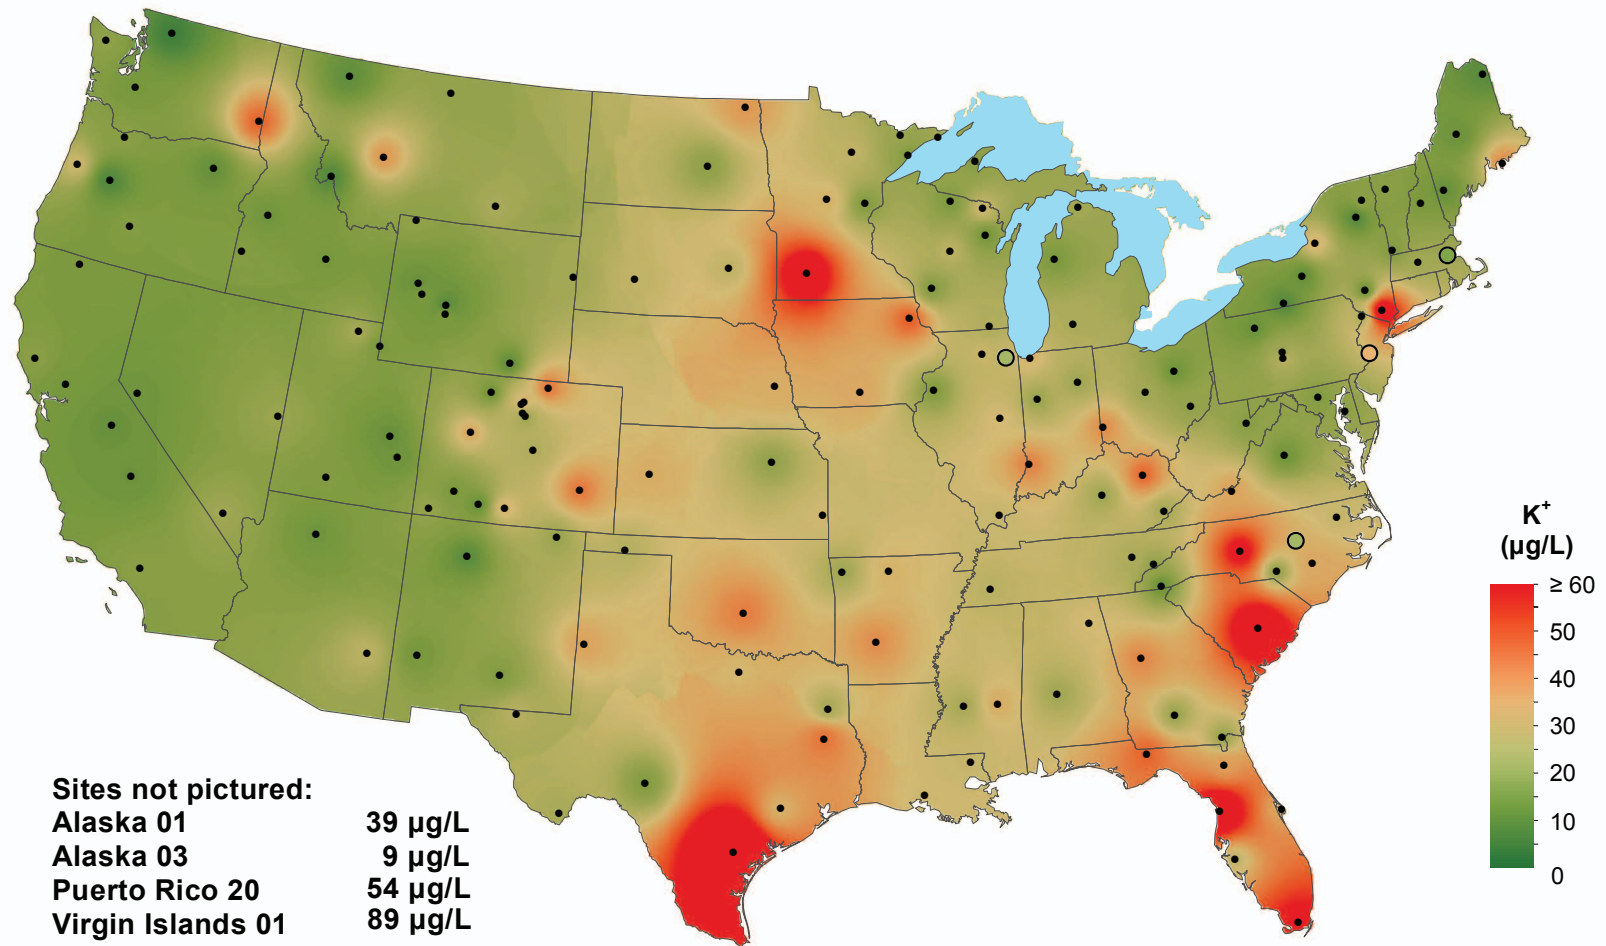 K+
(µg/L)
≥ 60
50
40
30
20
10
0
Sites not pictured:
Alaska 01 39 µg/L
Alaska 03 9 µg/L
Puerto Rico 20 54 µg/L
Virgin Islands 01 89 µg/L